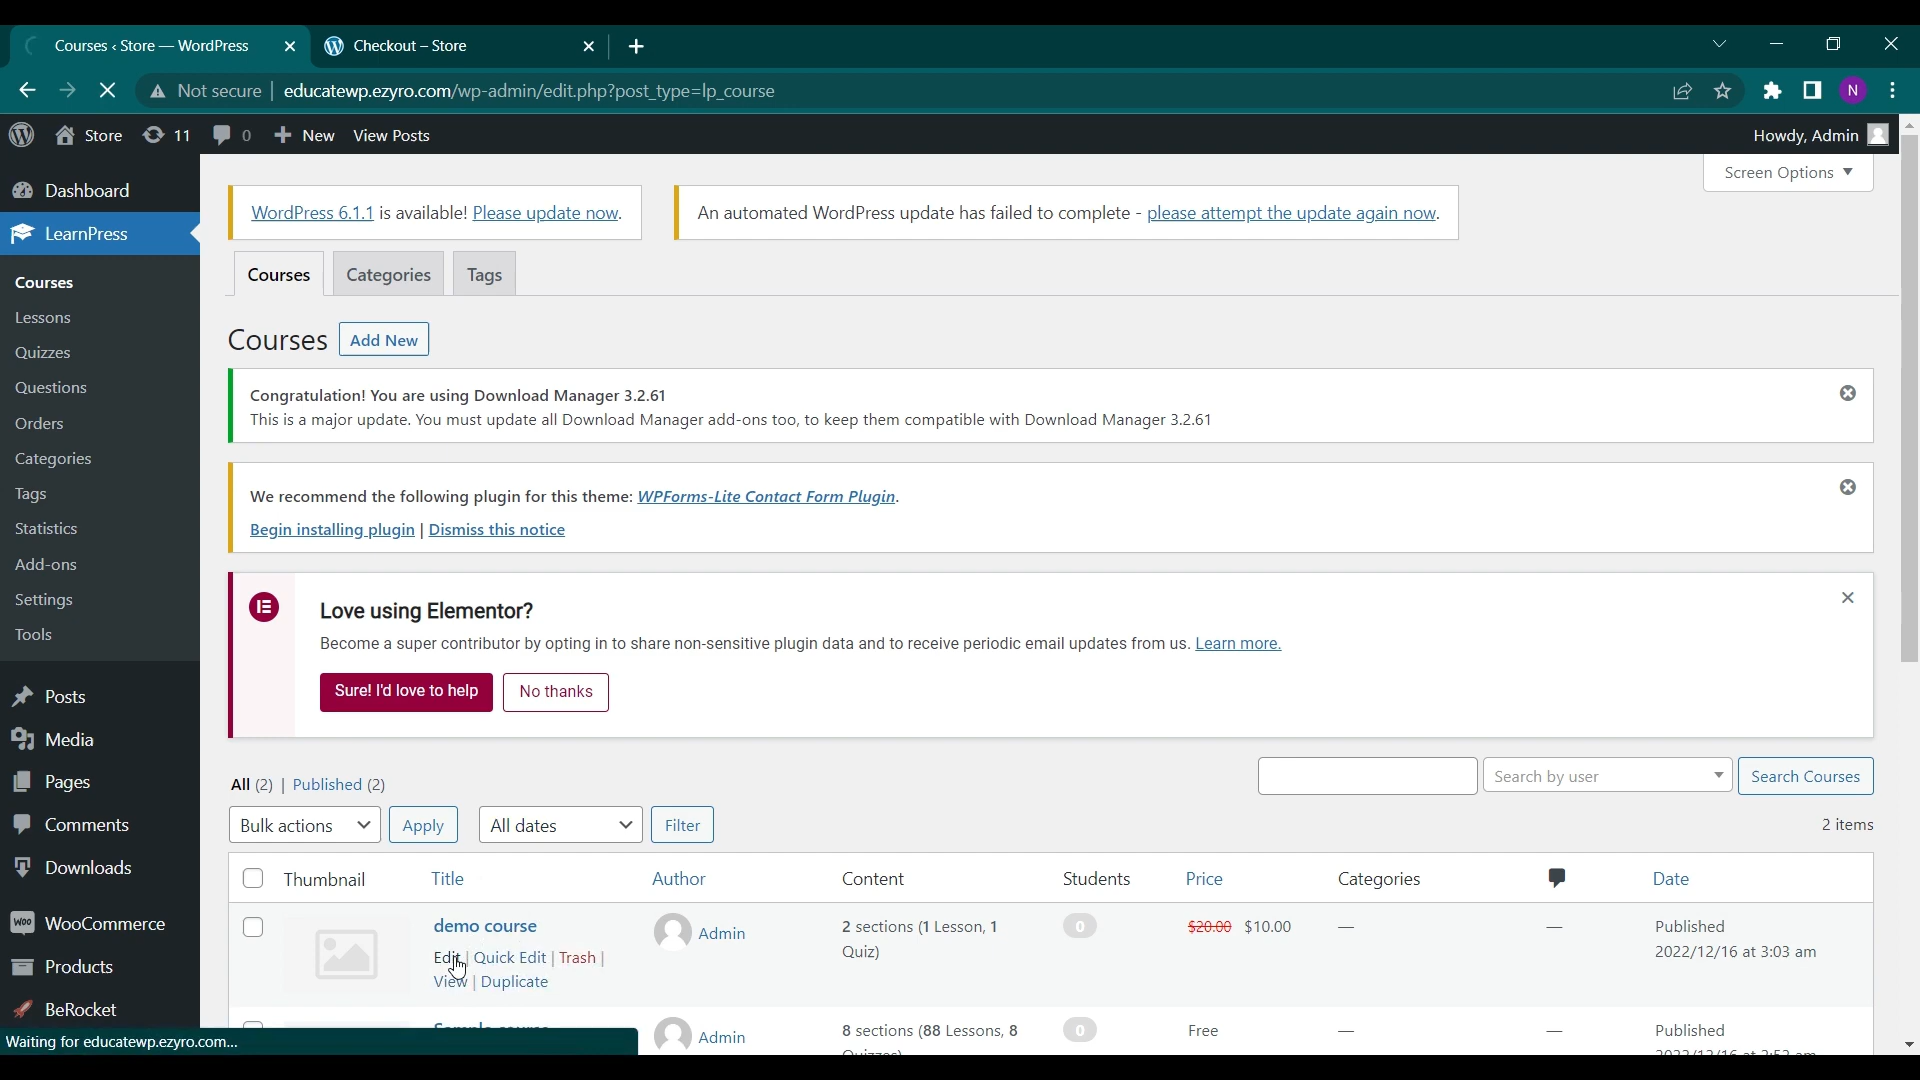 Courses ‹ Store — WordPress
Checkout – Store
Not secure | educatewp.ezyro.com/wp-admin/edit.php?post_type=lp_course
N
Store 11 0 New View Posts
Howdy, Admin
Screen Options
Dashboard
LearnPress
Courses
Lessons
Quizzes
Questions
Orders
Categories
Tags
Statistics
Add-ons
Settings
Tools
Posts
Media
Pages
Comments
Downloads
WooCommerce
Products
BeRocket
WordPress 6.1.1 is available! Please update now.
An automated WordPress update has failed to complete - please attempt the update again now.
Courses Categories Tags
Courses Add New
Congratulation! You are using Download Manager 3.2.61
This is a major update. You must update all Download Manager add-ons too, to keep them compatible with Download Manager 3.2.61
We recommend the following plugin for this theme: WPForms-Lite Contact Form Plugin.
Begin installing plugin | Dismiss this notice
Love using Elementor?
Become a super contributor by opting in to share non-sensitive plugin data and to receive periodic email updates from us. Learn more.
Sure! I'd love to help No thanks
All (2) | Published (2)
Search by user Search Courses
Bulk actions Apply All dates Filter
2 items
Thumbnail Title Author Content Students Price Categories Date
demo course
Edit | Quick Edit | Trash |
View | Duplicate
Admin
2 sections (1 Lesson, 1
Quiz)
0
$20.00 $10.00
—
—
Published
2022/12/16 at 3:03 am
Admin
8 sections (88 Lessons, 8
0
Free
—
—
Published
Waiting for educatewp.ezyro.com...